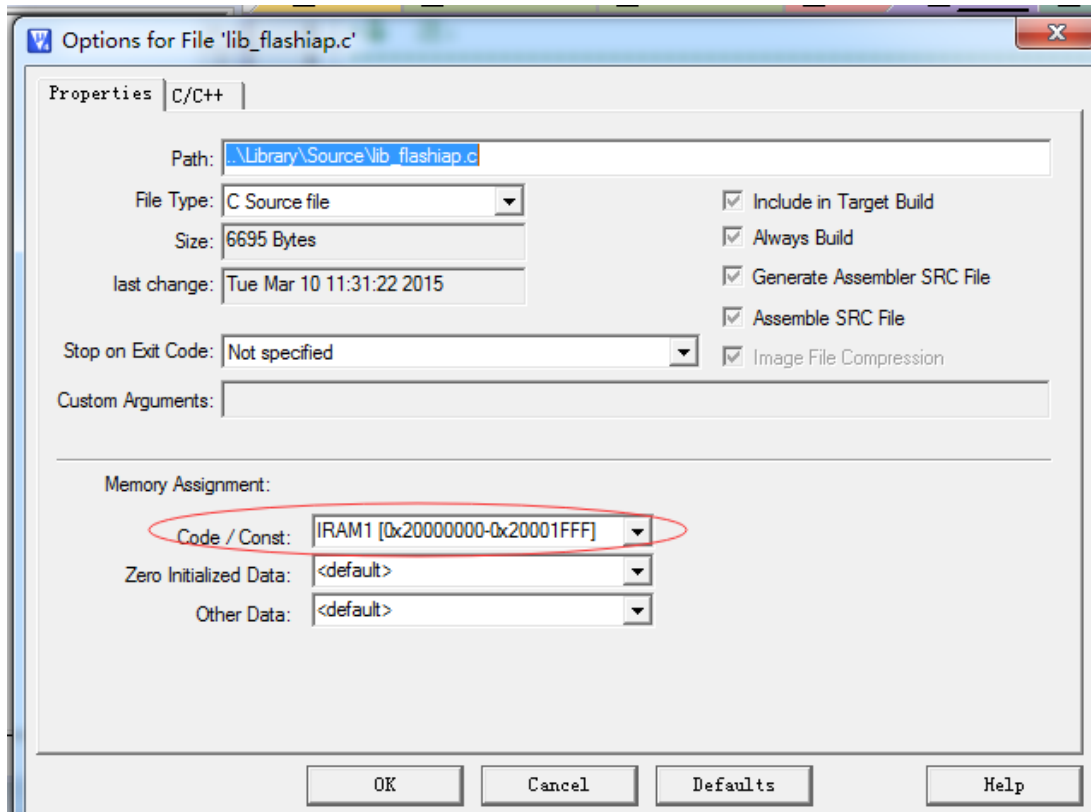 Options for File 'lib_flashiap.c'
Properties C/C++
Path: ..\Library\Source\lib_flashiap.c
File Type: C Source file
Include in Target Build
Size: 6695 Bytes
Always Build
last change: Tue Mar 10 11:31:22 2015
Generate Assembler SRC File
Assemble SRC File
Stop on Exit Code: Not specified
Image File Compression
Custom Arguments:
Memory Assignment:
Code / Const: IRAM1 [0x20000000-0x20001FFF]
Zero Initialized Data: <default>
Other Data: <default>
OK Cancel Defaults Help